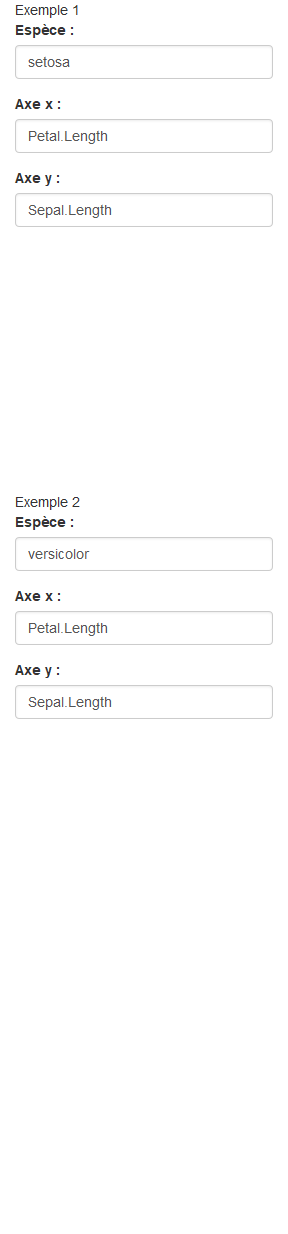 Exemple 1
Espèce :
setosa
Axe x :
Petal.Length
Axe y :
Sepal.Length
Exemple 2
Espèce :
versicolor
Axe x :
Petal.Length
Axe y :
Sepal.Length